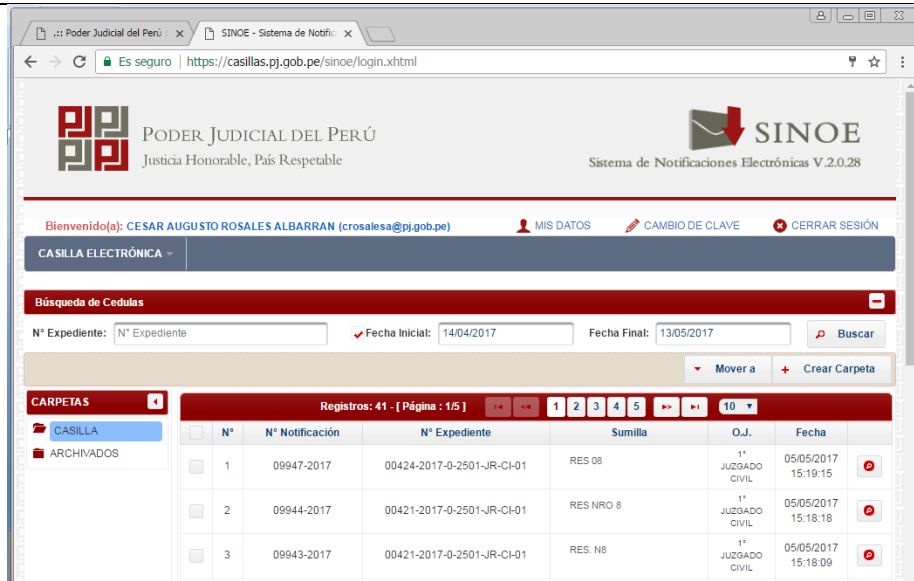 .:: Poder Judicial del Perú :
SINOE - Sistema de Notific
Es seguro | https://casillas.pj.gob.pe/sinoe/login.xhtml
PODER JUDICIAL DEL PERÚ
Justicia Honorable, País Respetable
SINOE
Sistema de Notificaciones Electrónicas V.2.0.28
Bienvenido(a): CESAR AUGUSTO ROSALES ALBARRAN (crosalesa@pj.gob.pe) MIS DATOS CAMBIO DE CLAVE CERRAR SESIÓN
CASILLA ELECTRÓNICA
Búsqueda de Cedulas
N° Expediente: N° Expediente Fecha Inicial: 14/04/2017 Fecha Final: 13/05/2017 Buscar
Mover a + Crear Carpeta
CARPETAS
CASILLA
ARCHIVADOS
Registros: 41 - [ Página : 1/5 ] 1 2 3 4 5 10
N° N° Notificación N° Expediente Sumilla O.J. Fecha
1 09947-2017 00424-2017-0-2501-JR-CI-01 RES 08 1° JUZGADO CIVIL 05/05/2017 15:19:15
2 09944-2017 00421-2017-0-2501-JR-CI-01 RES NRO 8 1° JUZGADO CIVIL 05/05/2017 15:18:18
3 09943-2017 00421-2017-0-2501-JR-CI-01 RES. N8 1° JUZGADO CIVIL 05/05/2017 15:18:09